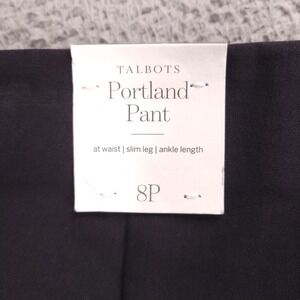 TALBOTS
Portland
Pant
at waist | slim leg | ankle length
8P